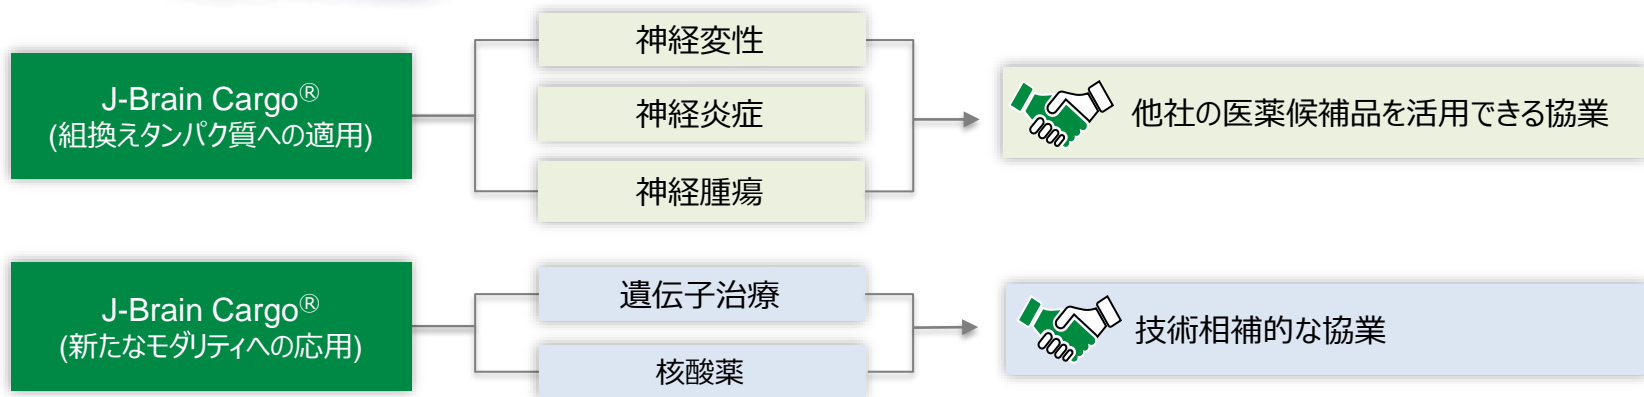 J-Brain Cargo®
(組換えタンパク質への適用)
神経変性
神経炎症
神経腫瘍
他社の医薬候補品を活用できる協業
J-Brain Cargo®
(新たなモダリティへの応用)
遺伝子治療
核酸薬
技術相補的な協業